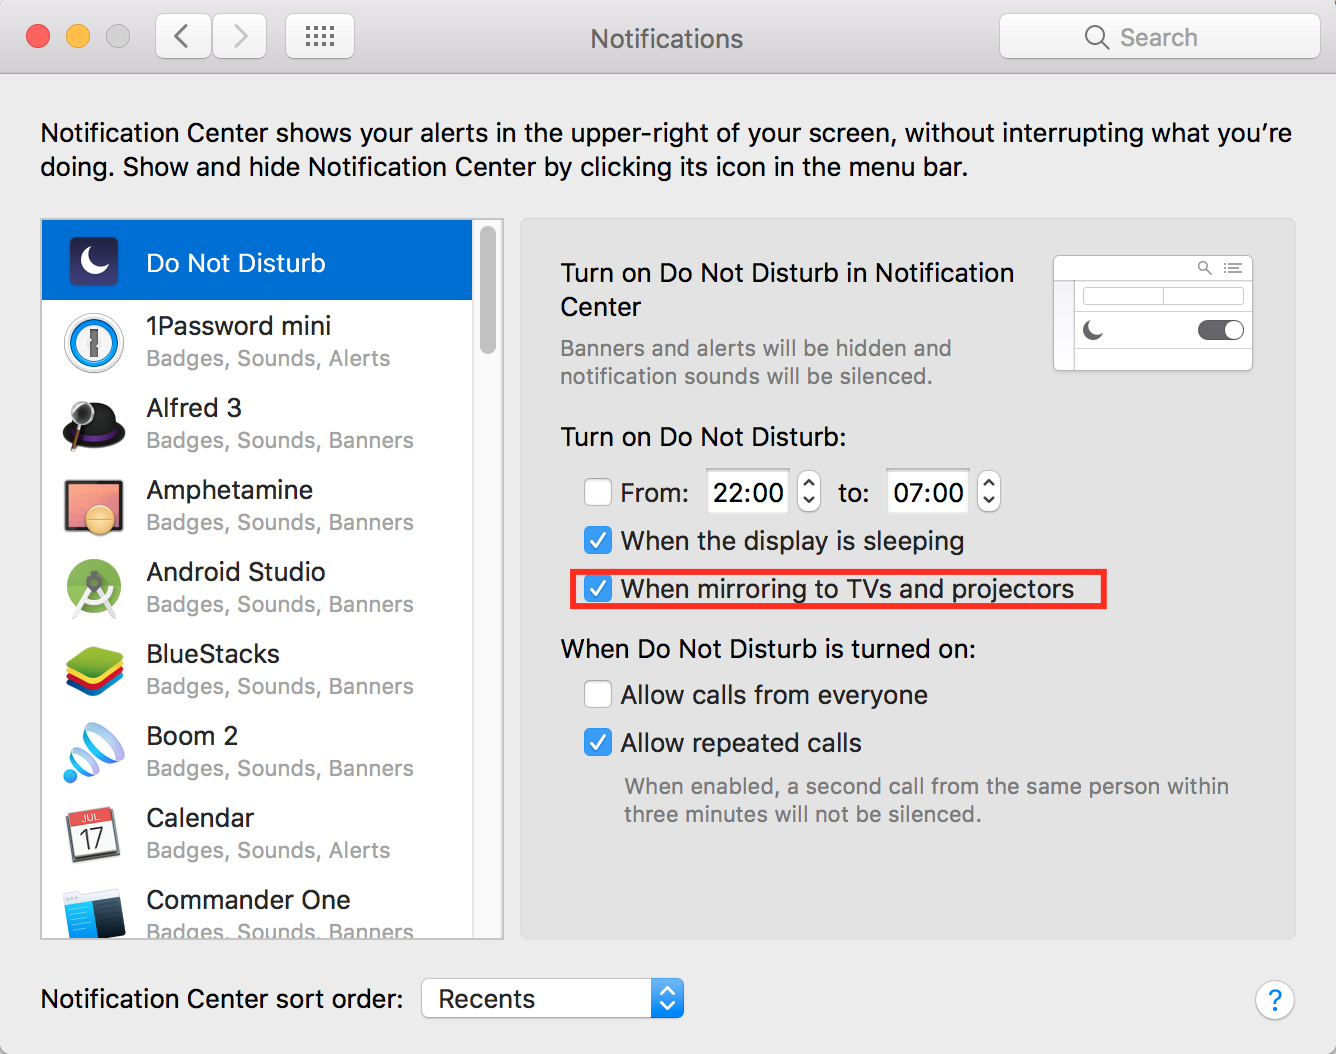 Notifications
Search
Notification Center shows your alerts in the upper-right of your screen, without interrupting what you're
doing. Show and hide Notification Center by clicking its icon in the menu bar.
Do Not Disturb
1Password mini
Badges, Sounds, Alerts
Alfred 3
Badges, Sounds, Banners
Amphetamine
Badges, Sounds, Banners
Android Studio
Badges, Sounds, Banners
BlueStacks
Badges, Sounds, Banners
Boom 2
Badges, Sounds, Banners
JUL
17
Calendar
Badges, Sounds, Alerts
Commander One
Badges, Sounds, Banners
Turn on Do Not Disturb in Notification
Center
Banners and alerts will be hidden and
notification sounds will be silenced.
Turn on Do Not Disturb:
From: 22:00 to: 07:00
When the display is sleeping
When mirroring to TVs and projectors
When Do Not Disturb is turned on:
Allow calls from everyone
Allow repeated calls
When enabled, a second call from the same person within
three minutes will not be silenced.
Notification Center sort order: Recents
?